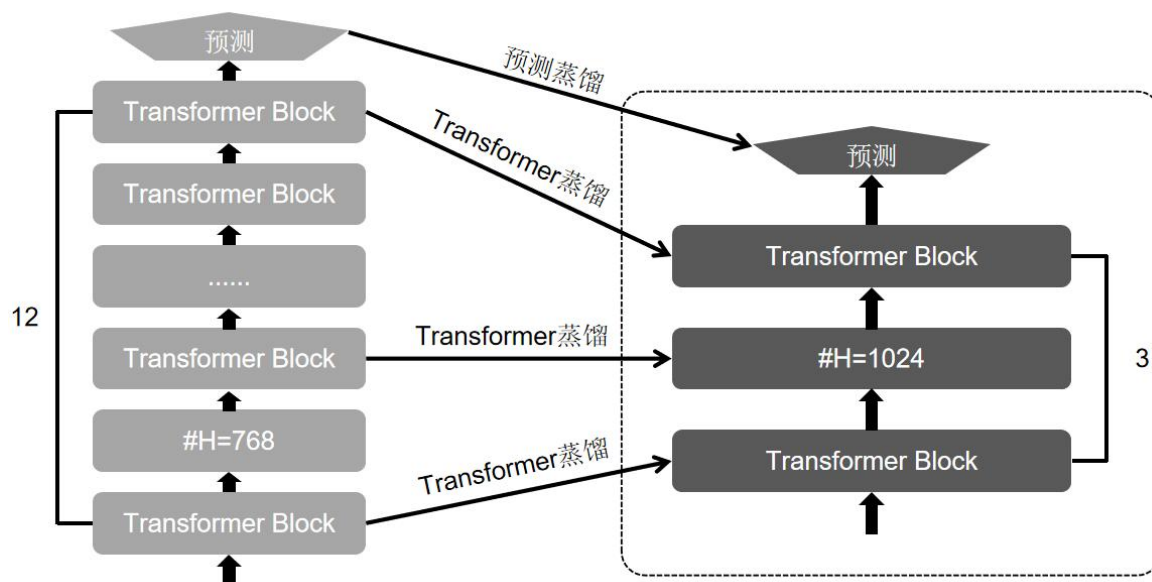 预测
Transformer Block
Transformer Block
......
Transformer Block
#H=768
Transformer Block
12
预测蒸馏
Transformer蒸馏
Transformer蒸馏
Transformer蒸馏
预测
Transformer Block
#H=1024
Transformer Block
3